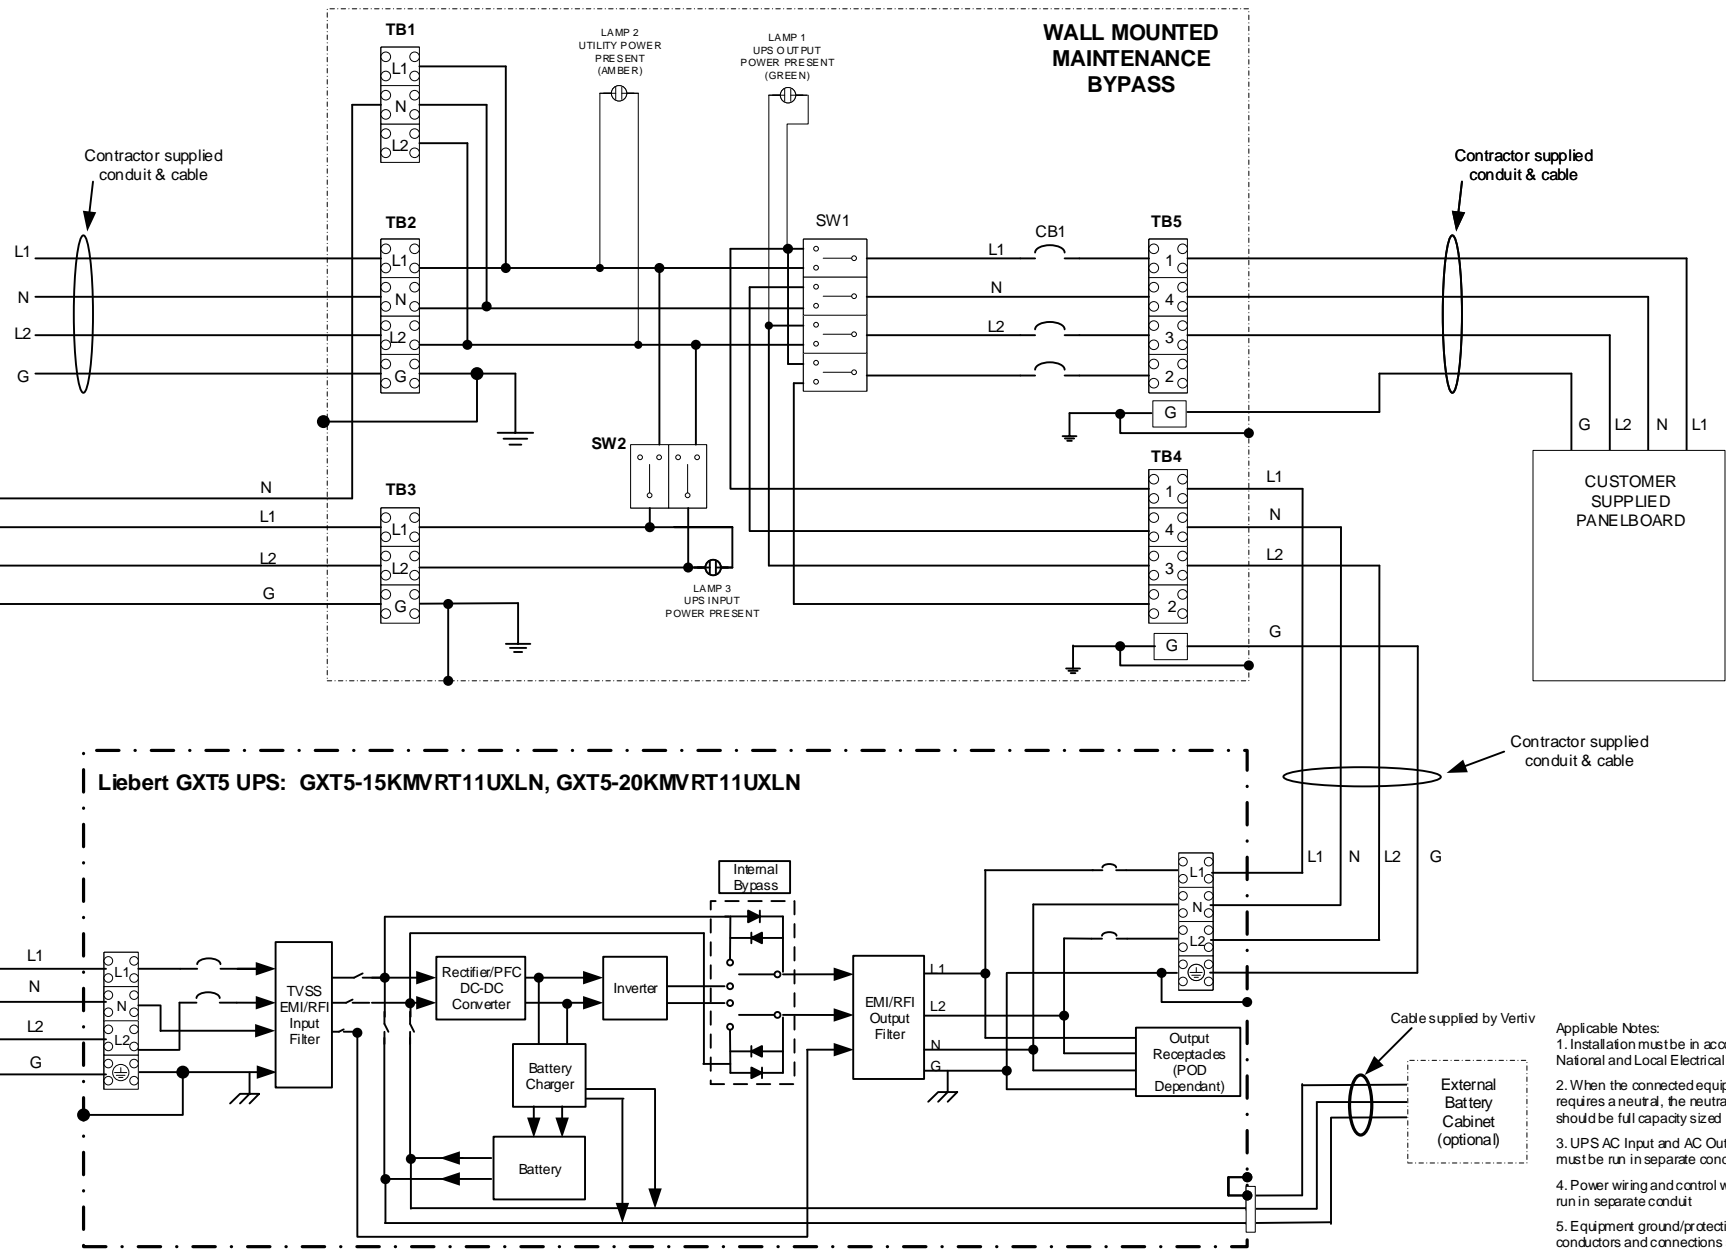 WALL MOUNTED
MAINTENANCE
BYPASS
TB1
L1
N
L2
LAMP 2
UTILITY POWER
PRESENT
(AMBER)
LAMP 1
UPS OUTPUT
POWER PRESENT
(GREEN)
Contractor supplied
conduit & cable
Contractor supplied
conduit & cable
L1
N
L2
G
TB2
L1
N
L2
G
SW1
L1
N
L2
CB1
TB5
1
4
3
2
G
G
L2
N
L1
CUSTOMER
SUPPLIED
PANELBOARD
SW2
N
L1
L2
G
TB3
L1
L2
G
LAMP 3
UPS INPUT
POWER PRESENT
TB4
1
4
3
2
G
L1
N
L2
G
Contractor supplied
conduit & cable
L1
N
L2
G
Liebert GXT5 UPS: GXT5-15KMVRT11UXLN, GXT5-20KMVRT11UXLN
L1
N
L2
G
L1
N
L2
TVSS
EMI/RFI
Input
Filter
Rectifier/PFC
DC-DC
Converter
Inverter
Battery
Charger
Battery
Internal
Bypass
EMI/RFI
Output
Filter
L1
L2
N
G
L1
N
L2
Output
Receptacles
(POD
Dependant)
Cable supplied by Vertiv
External
Battery
Cabinet
(optional)
Applicable Notes:
1. Installation must be in
National and Local Electrical
2. When the connected
requires a neutral, the
should be full capacity sized
3. UPS AC Input and AC
must be run in separate
4. Power wiring and control
run in separate conduit
5. Equipment
conductors and connections